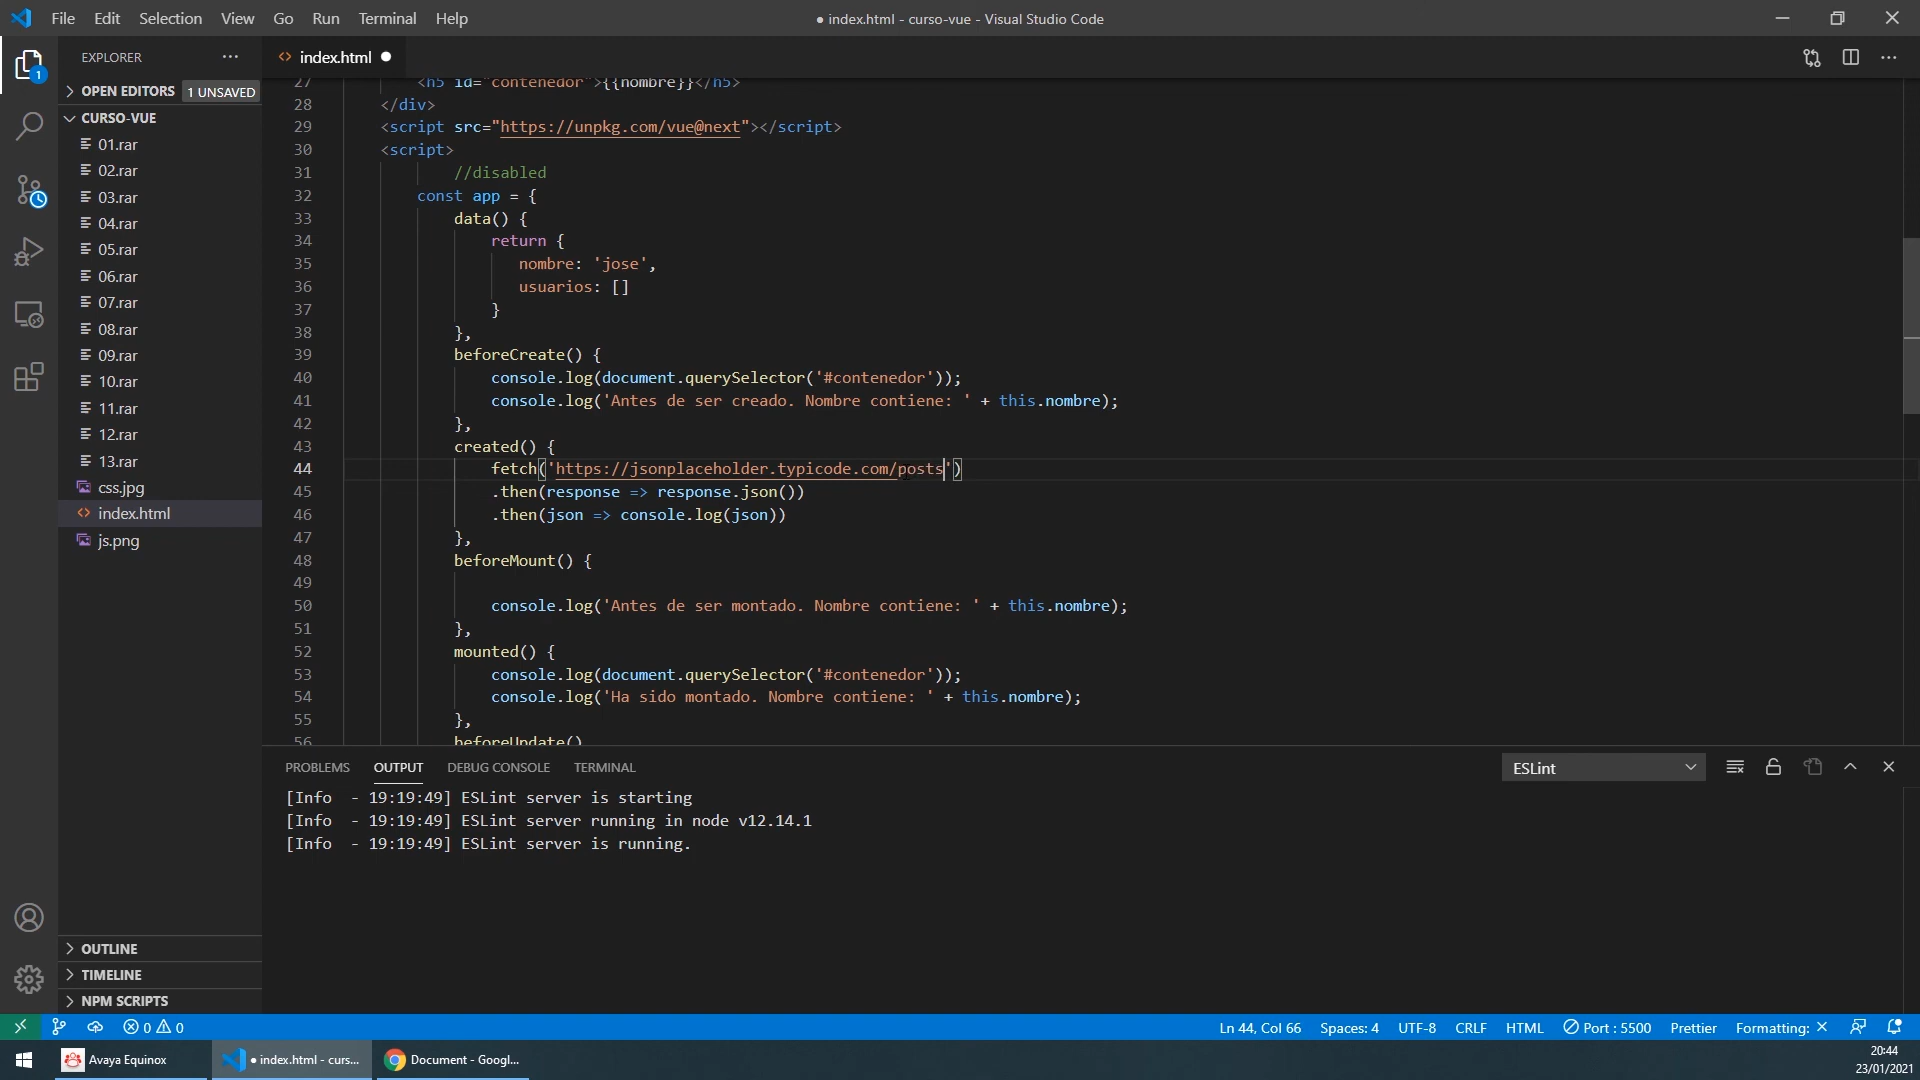 File Edit Selection View Go Run Terminal Help
● index.html - curso-vue - Visual Studio Code
EXPLORER
index.html
OPEN EDITORS 1 UNSAVED
CURSO-VUE
01.rar
02.rar
03.rar
04.rar
05.rar
06.rar
07.rar
08.rar
09.rar
10.rar
11.rar
12.rar
13.rar
css.jpg
index.html
js.png
OUTLINE
TIMELINE
NPM SCRIPTS
1
27 <h5 id="contenedor">{{nombre}}</h5>
28 </div>
29 <script src="https://unpkg.com/vue@next"></script>
30 <script>
31 //disabled
32 const app = {
33 data() {
34 return {
35 nombre: 'jose',
36 usuarios: []
37 }
38 },
39 beforeCreate() {
40 console.log(document.querySelector('#contenedor'));
41 console.log('Antes de ser creado. Nombre contiene: ' + this.nombre);
42 },
43 created() {
44 fetch('https://jsonplaceholder.typicode.com/posts')
45 .then(response => response.json())
46 .then(json => console.log(json))
47 },
48 beforeMount() {
49
50 console.log('Antes de ser montado. Nombre contiene: ' + this.nombre);
51 },
52 mounted() {
53 console.log(document.querySelector('#contenedor'));
54 console.log('Ha sido montado. Nombre contiene: ' + this.nombre);
55 },
56 beforeUpdate()
PROBLEMS OUTPUT DEBUG CONSOLE TERMINAL
ESLint
[Info - 19:19:49] ESLint server is starting
[Info - 19:19:49] ESLint server running in node v12.14.1
[Info - 19:19:49] ESLint server is running.
0 0
Ln 44, Col 66 Spaces: 4 UTF-8 CRLF HTML Port : 5500 Prettier Formatting: ×
Avaya Equinox
● index.html - curs...
Document - Googl...
20:44
23/01/2021